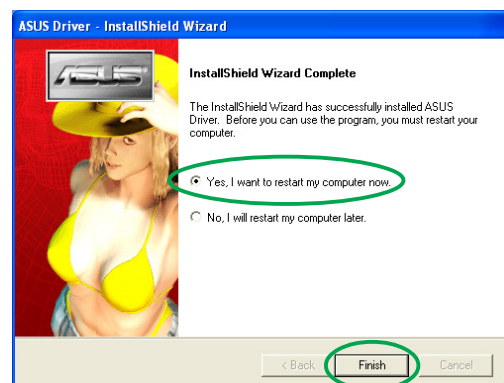 ASUS Driver - InstallShield Wizard
ASUS
InstallShield Wizard Complete
The InstallShield Wizard has successfully installed ASUS
Driver. Before you can use the program, you must restart your
computer.
Yes, I want to restart my computer now.
No, I will restart my computer later.
< Back
Finish
Cancel